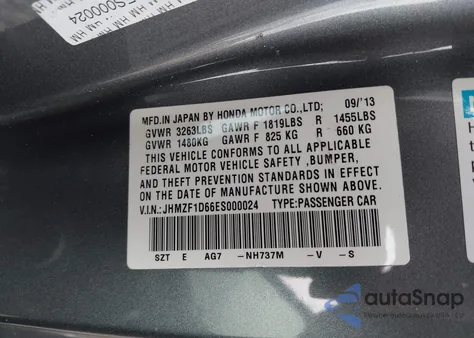 ES000024
MFD.IN JAPAN BY HONDA MOTOR CO.,LTD; 09/'13
GVWR 3263LBS GAWR F 1819LBS R 1455LBS
GVWR 1480KG GAWR F 825 KG R 660 KG
THIS VEHICLE CONFORMS TO ALL APPLICABLE
FEDERAL MOTOR VEHICLE SAFETY ,BUMPER,
AND THEFT PREVENTION STANDARDS IN EFFECT
ON THE DATE OF MANUFACTURE SHOWN ABOVE.
V.I.N.: JHMZF1D66ES000024 TYPE:PASSENGER CAR
SZT E AG7 -NH737M -V -S
autoSnap